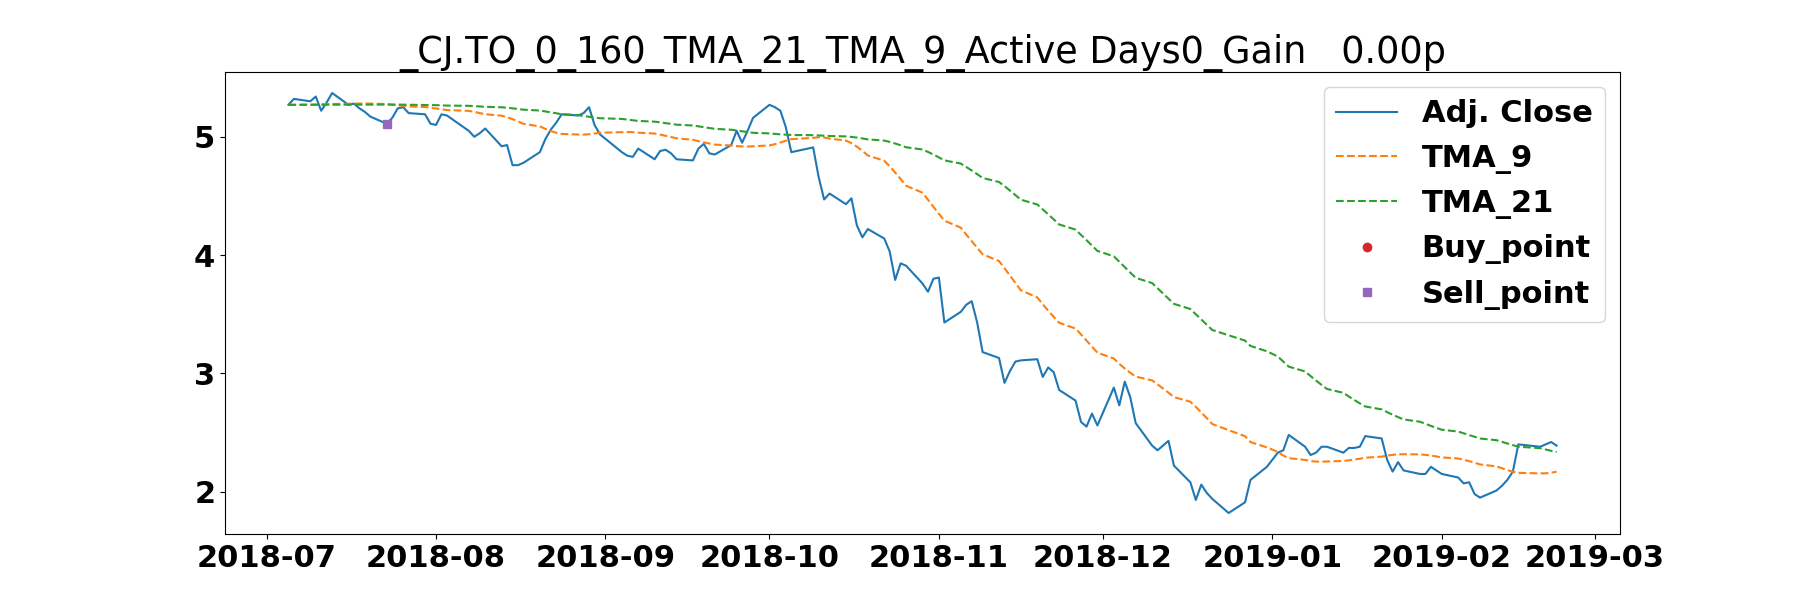 _CJ.TO_0_160_TMA_21_TMA_9_Active Days0_Gain   0.00p
Adj. Close
TMA_9
TMA_21
Buy_point
Sell_point
5
4
3
2
2018-07 2018-08 2018-09 2018-10 2018-11 2018-12 2019-01 2019-02 2019-03